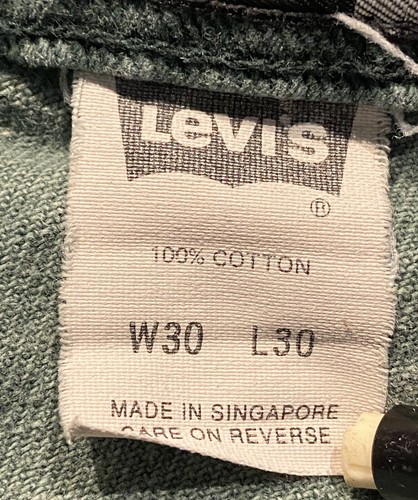 Levi's
®
100% COTTON
W30 L30
MADE IN SINGAPORE
CARE ON REVERSE